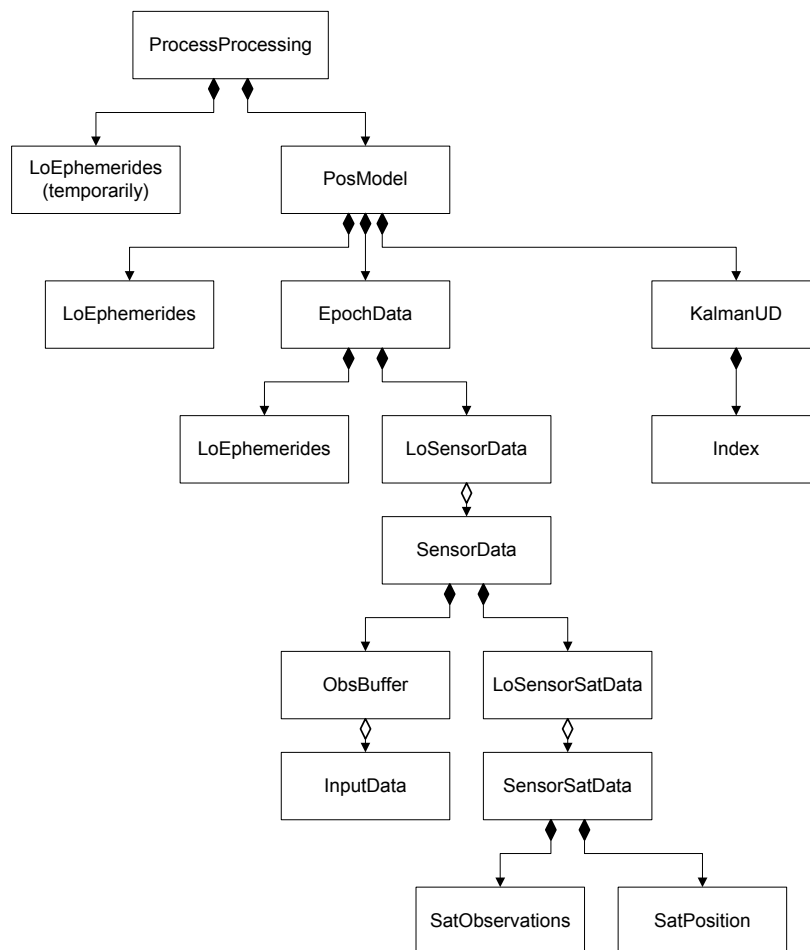 ProcessProcessing
LoEphemerides
(temporarily)
PosModel
LoEphemerides
EpochData
KalmanUD
LoEphemerides
LoSensorData
Index
SensorData
ObsBuffer
LoSensorSatData
InputData
SensorSatData
SatObservations
SatPosition